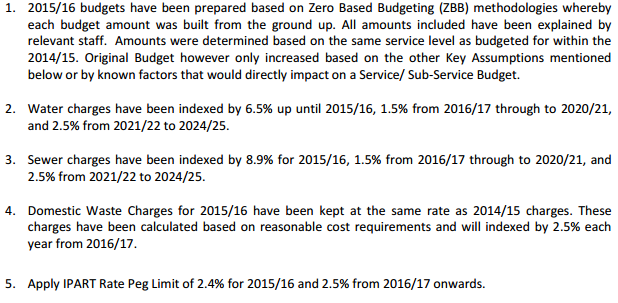 1. 2015/16 budgets have been prepared based on Zero Based Budgeting (ZBB) methodologies whereby
each budget amount was built from the ground up. All amounts included have been explained by
relevant staff. Amounts were determined based on the same service level as budgeted for within the
2014/15. Original Budget however only increased based on the other Key Assumptions mentioned
below or by known factors that would directly impact on a Service/ Sub-Service Budget.
2. Water charges have been indexed by 6.5% up until 2015/16, 1.5% from 2016/17 through to 2020/21,
and 2.5% from 2021/22 to 2024/25.
3. Sewer charges have been indexed by 8.9% for 2015/16, 1.5% from 2016/17 through to 2020/21, and
2.5% from 2021/22 to 2024/25.
4. Domestic Waste Charges for 2015/16 have been kept at the same rate as 2014/15 charges. These
charges have been calculated based on reasonable cost requirements and will indexed by 2.5% each
year from 2016/17.
5. Apply IPART Rate Peg Limit of 2.4% for 2015/16 and 2.5% from 2016/17 onwards.